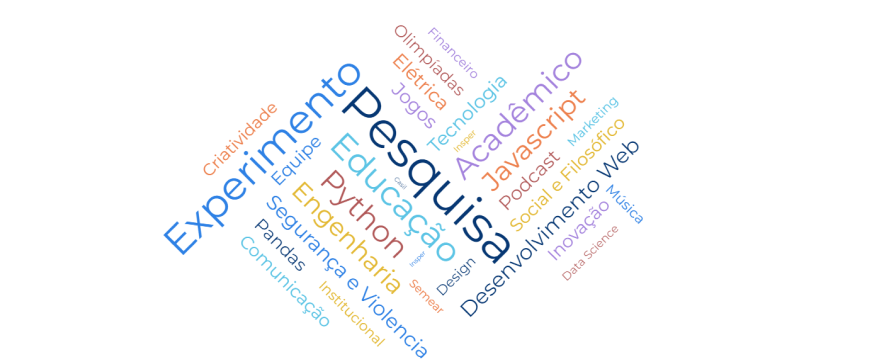 Olimpíadas
Financeiro
Elétrica
Jogos
Tecnologia
Acadêmico
Javascript
Insper
Marketing
Criatividade
Experimento
Equipe
Pesquisa
Educação
Python
Engenharia
Segurança e Violencia
Pandas
Comunicação
Institucional
Podcast
Social e Filosófico
Desenvolvimento Web
Música
Inovação
Data Science
Design
Insper
Semear